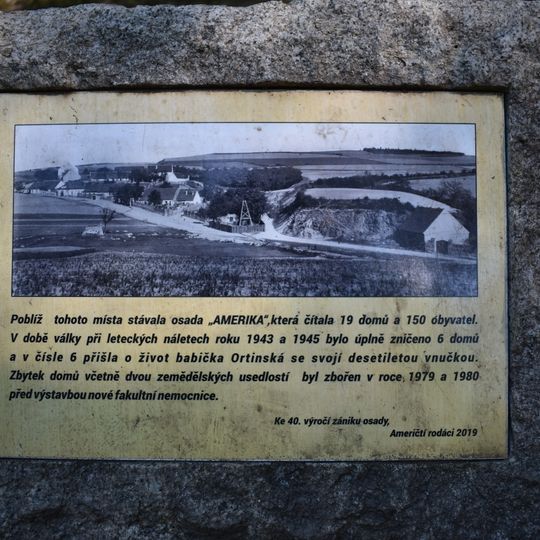 Poblíž tohoto místa stávala osada „AMERIKA“,která čítala 19 domů a 150 obyvatel.
V době války při leteckých náletech roku 1943 a 1945 bylo úplně zničeno 6 domů
a v čísle 6 přišla o život babička Ortinská se svojí desetiletou vnučkou.
Zbytek domů včetně dvou zemědělských usedlostí byl zbořen v roce 1979 a 1980
před výstavbou nové fakultní nemocnice.
Ke 40. výročí zániku osady,
Američtí rodáci 2019